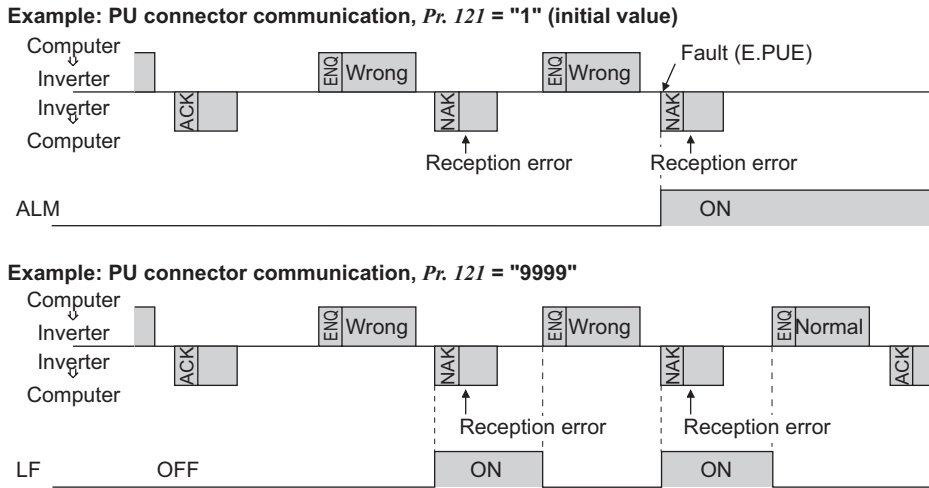 Example: PU connector communication, Pr. 121 = "1" (initial value)
Computer
Inverter
Inverter
Computer
ACK
ENQ Wrong
NAK
Reception error
ENQ Wrong
Fault (E.PUE)
NAK
Reception error
ALM
ON
Example: PU connector communication, Pr. 121 = "9999"
Computer
Inverter
Inverter
Computer
ACK
ENQ Wrong
NAK
Reception error
ENQ Wrong
NAK
Reception error
ENQ Normal
ACK
LF
OFF
ON
ON